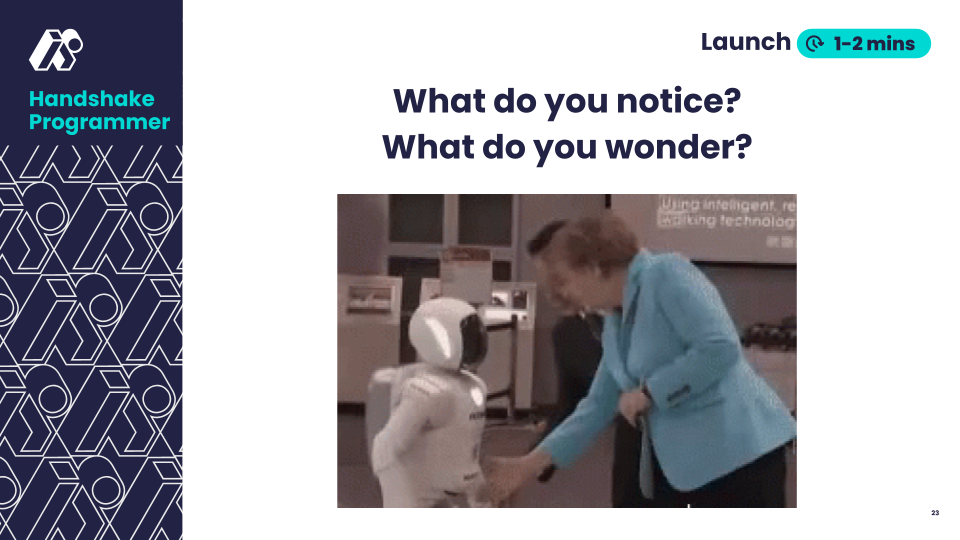 Handshake
Programmer
Launch
1-2 mins
What do you notice?
What do you wonder?
Using intelligent, re
walking technolog
23